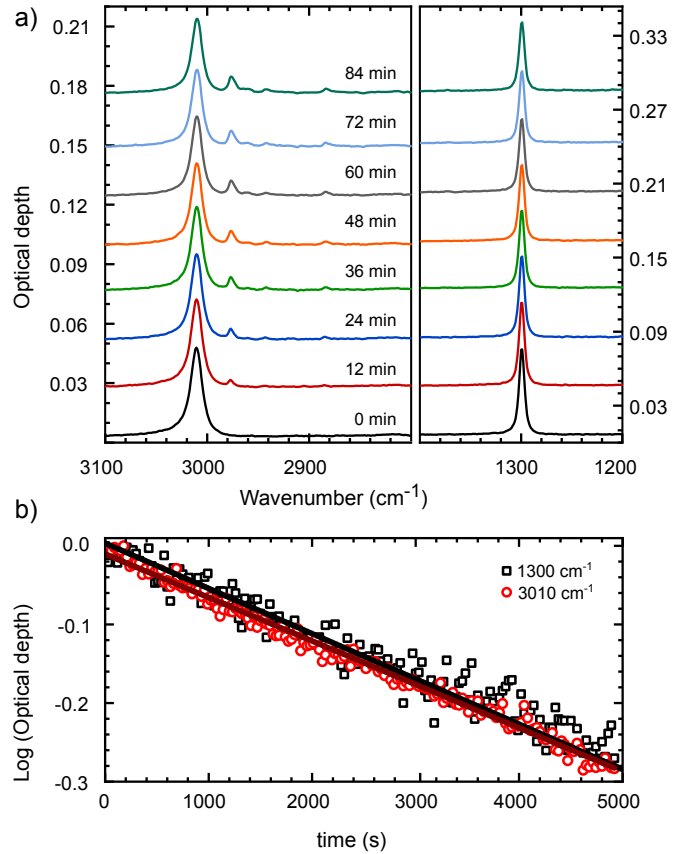 a)
0.21
0.18
0.15
0.12
0.09
0.06
0.03
Optical depth
84 min
72 min
60 min
48 min
36 min
24 min
12 min
0 min
0.33
0.27
0.21
0.15
0.09
0.03
3100
3000
2900
1300
1200
Wavenumber (cm⁻¹)
b)
0.0
-0.1
-0.2
-0.3
Log (Optical depth)
1300 cm⁻¹
3010 cm⁻¹
0
1000
2000
3000
4000
5000
time (s)